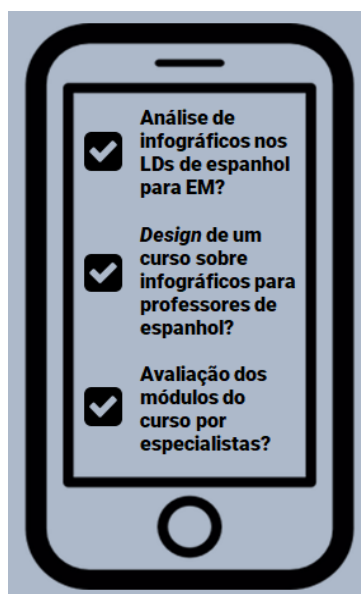 Análise de
infográficos nos
LDs de espanhol
para EM?
Design de um
curso sobre
infográficos para
professores de
espanhol?
Avaliação dos
módulos do
curso por
especialistas?